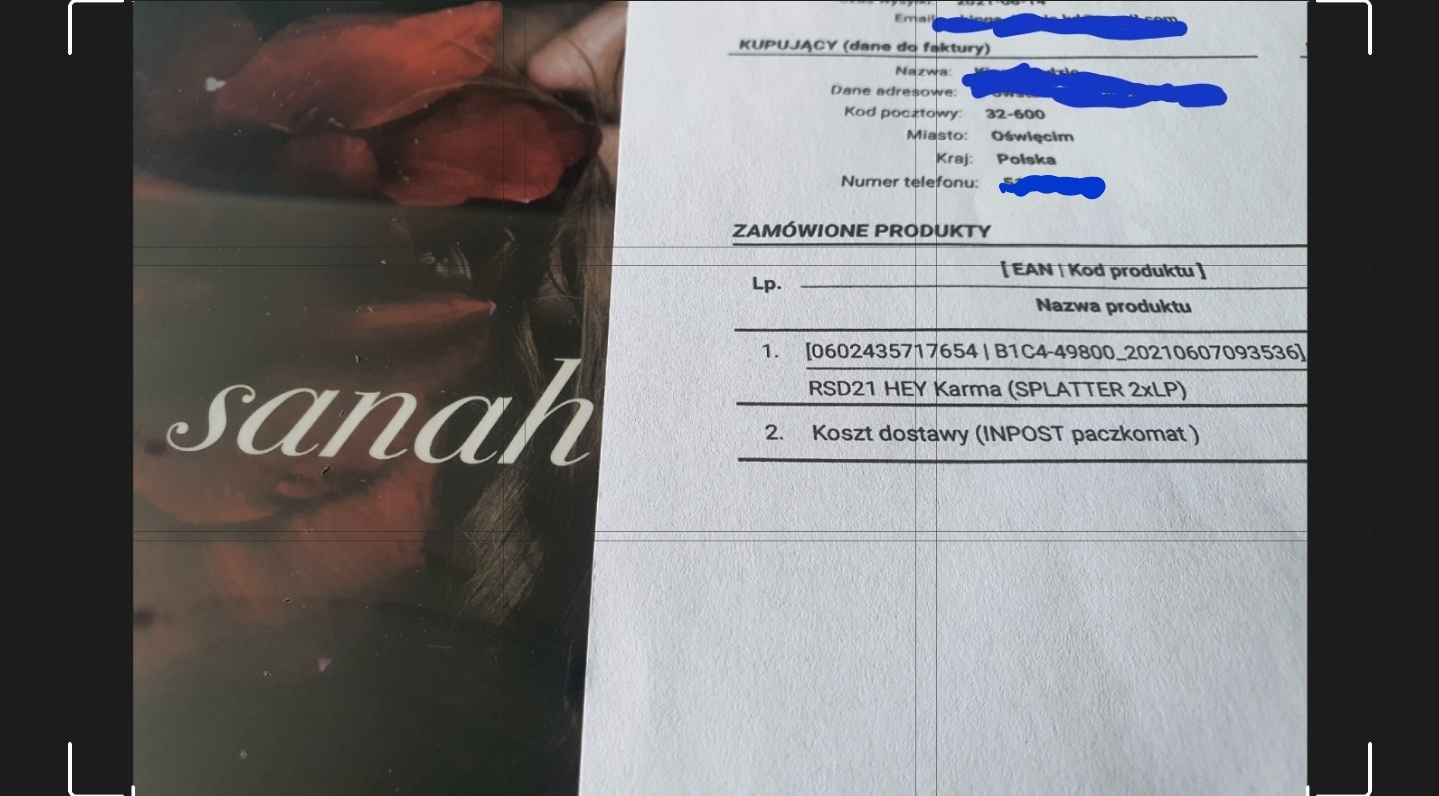 sanah
Email
KUPUJĄCY (dane do faktury)
Nazwa:
Dane adresowe:
Kod pocztowy: 32-600
Miasto: Oświęcim
Kraj: Polska
Numer telefonu:
ZAMÓWIONE PRODUKTY
Lp.
[ EAN | Kod produktu ]
Nazwa produktu
1. [0602435717654 | B1C4-49800_20210607093536]
RSD21 HEY Karma (SPLATTER 2xLP)
2. Koszt dostawy (INPOST paczkomat )